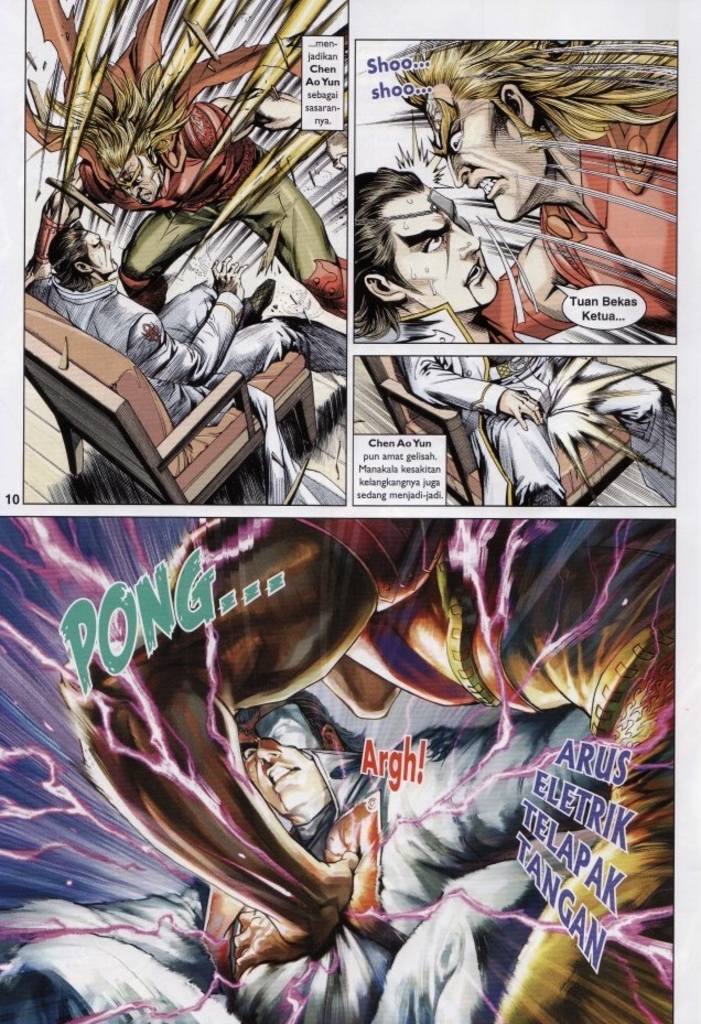 ...men-
jadikan
Chen
Ao Yun
sebagai
sasaran-
nya.
Shoo...
shoo...
Tuan Bekas
Ketua...
Chen Ao Yun
pun amat gelisah.
Manakala kesakitan
kelangkangnya juga
sedang menjadi-jadi.
10
PONG...
Argh!
ARUS
ELETRIK
TELAPAK
TANGAN